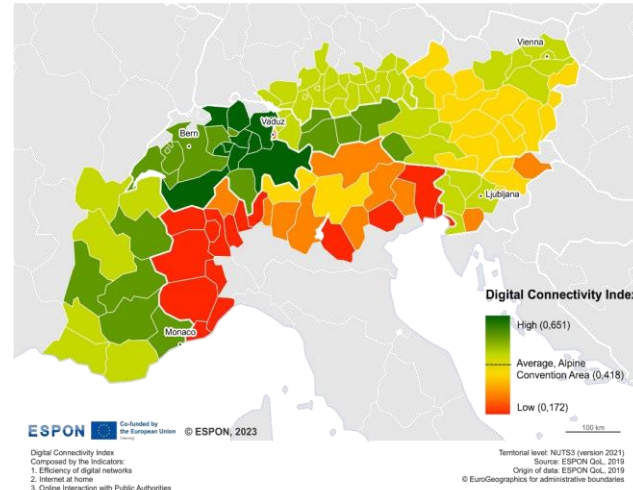 Vienna
Vaduz
Bern
Ljubljana
Monaco
Digital Connectivity Index
High (0,651)
Average, Alpine
Convention Area (0,418)
Low (0,172)
100 km
ESPON
Co-funded by
the European Union
Interreg
© ESPON, 2023
Digital Connectivity Index
Composed by the Indicators:
1. Efficiency of digital networks
2. Internet at home
3. Online Interaction with Public Authorities
Territorial level: NUTS3 (version 2021)
Source: ESPON QoL, 2019
Origin of data: ESPON QoL, 2019
© EuroGeographics for administrative boundaries